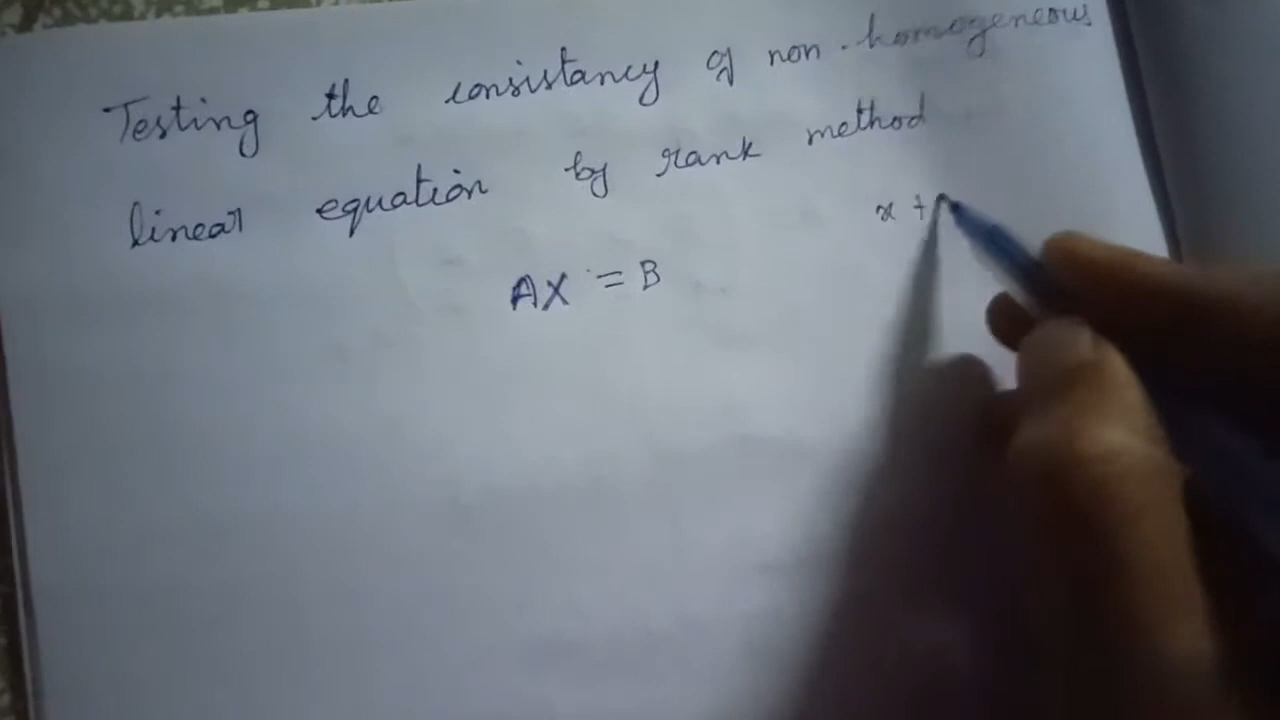 Testing the consistancy of non-homogeneous
linear equation by rank method
x +
AX = B